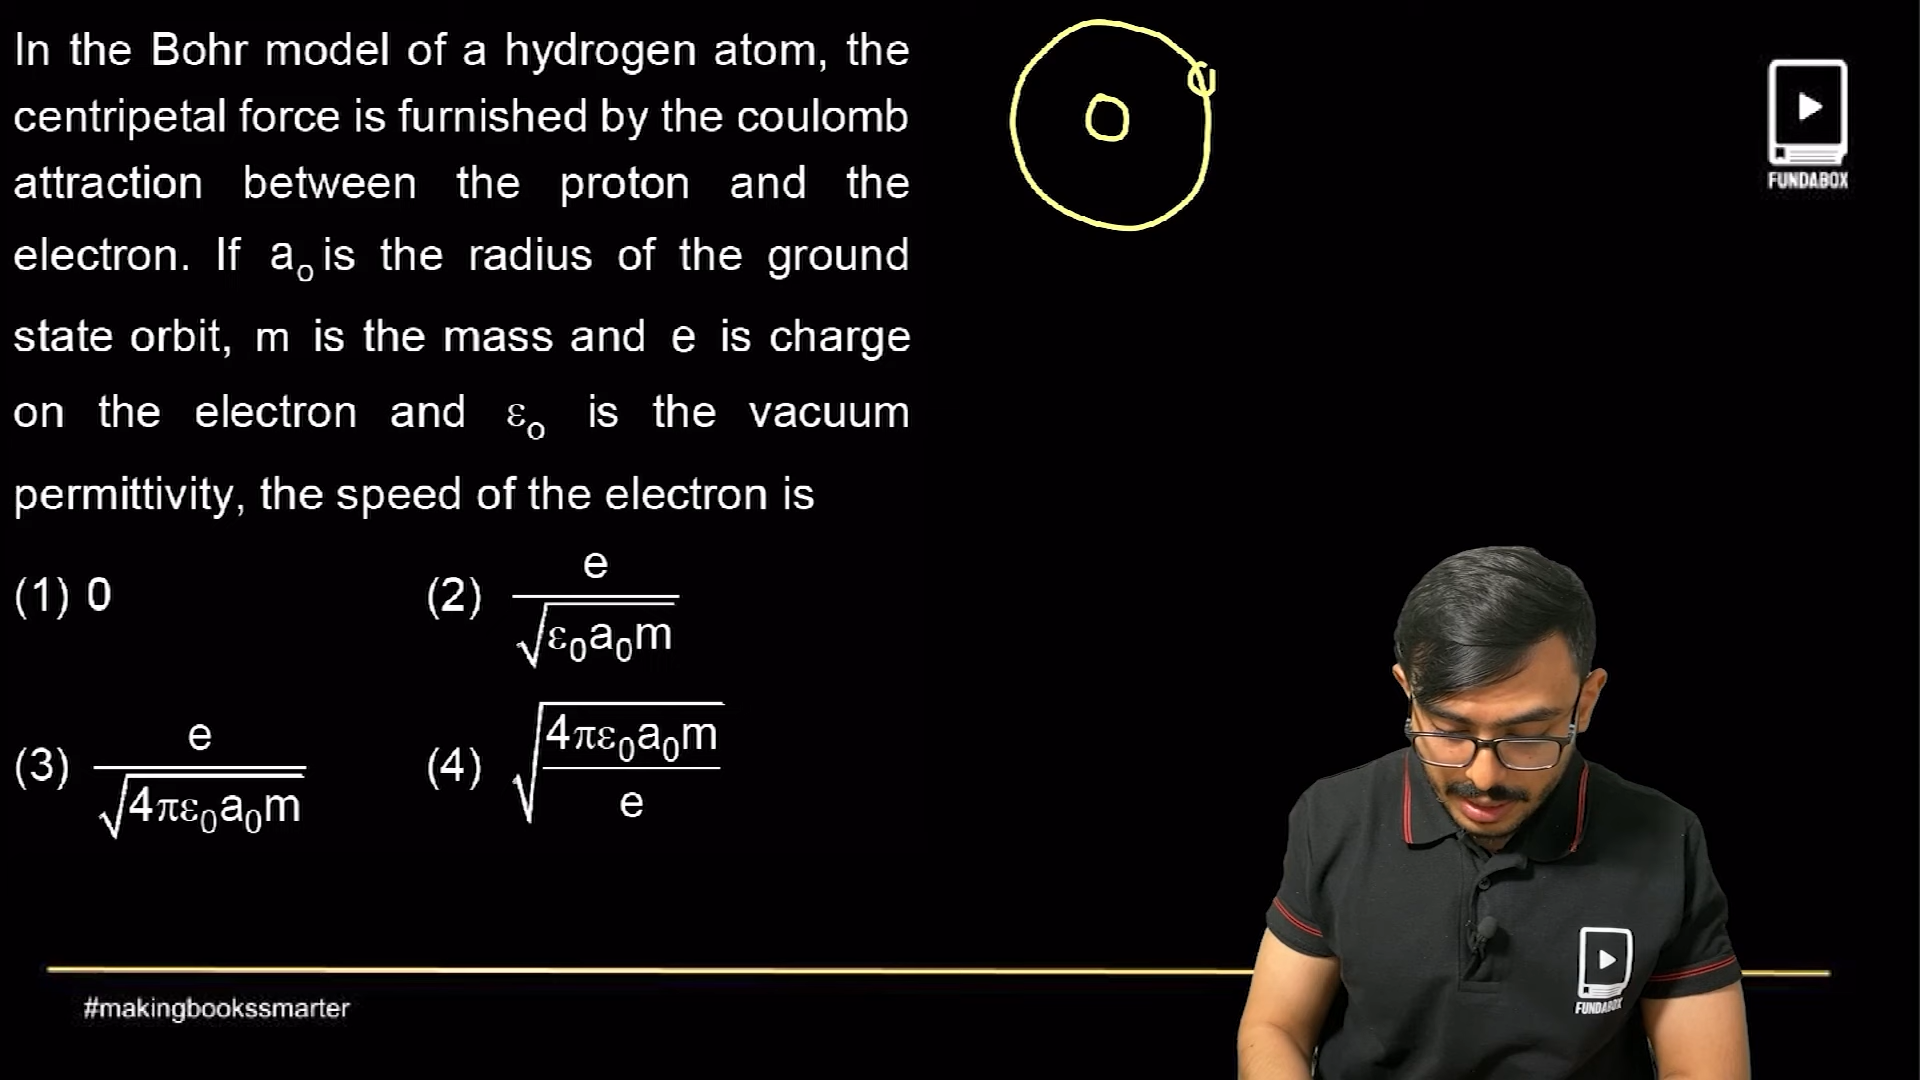 In the Bohr model of a hydrogen atom, the
centripetal force is furnished by the coulomb
attraction between the proton and the
electron. If aₒ is the radius of the ground
state orbit, m is the mass and e is charge
on the electron and εₒ is the vacuum
permittivity, the speed of the electron is
(1) 0 (2) e/√(ε₀a₀m)
(3) e/√(4πε₀a₀m) (4) √(4πε₀a₀m/e)
FUNDABOX
FUNDABOX
#makingbookssmarter